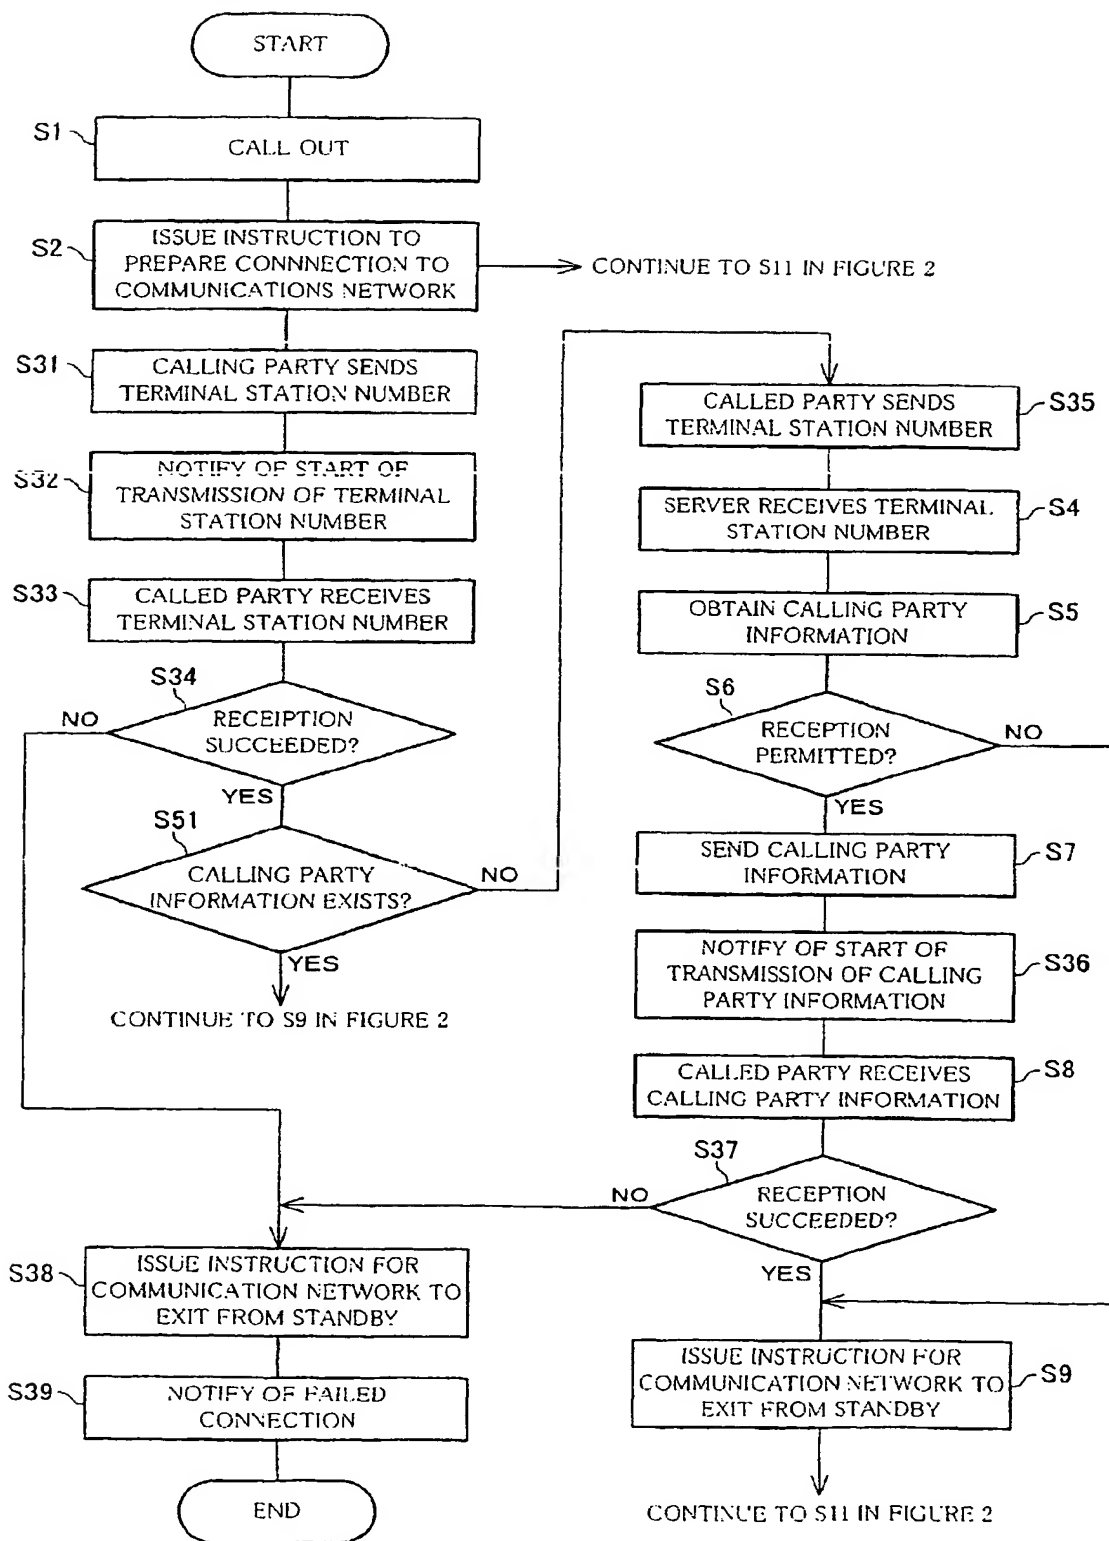 START
S1
CALL OUT
S2
ISSUE INSTRUCTION TO
PREPARE CONNNECTION TO
COMMUNICATIONS NETWORK
CONTINUE TO S11 IN FIGURE 2
S31
CALLING PARTY SENDS
TERMINAL STATION NUMBER
S32
NOTIFY OF START OF
TRANSMISSION OF TERMINAL
STATION NUMBER
S33
CALLED PARTY RECEIVES
TERMINAL STATION NUMBER
S34
NO
RECEIPTION
SUCCEEDED?
YES
S51
CALLING PARTY
INFORMATION EXISTS?
NO
YES
CONTINUE TO S9 IN FIGURE 2
CALLED PARTY SENDS
TERMINAL STATION NUMBER
S35
SERVER RECEIVES TERMINAL
STATION NUMBER
S4
OBTAIN CALLING PARTY
INFORMATION
S5
S6
RECEPTION
PERMITTED?
NO
YES
SEND CALLING PARTY
INFORMATION
S7
NOTIFY OF START OF
TRANSMISSION OF CALLING
PARTY INFORMATION
S36
CALLED PARTY RECEIVES
CALLING PARTY INFORMATION
S8
S37
NO
RECEPTION
SUCCEEDED?
YES
S38
ISSUE INSTRUCTION FOR
COMMUNICATION NETWORK TO
EXIT FROM STANDBY
S39
NOTIFY OF FAILED
CONNECTION
END
ISSUE INSTRUCTION FOR
COMMUNICATION NETWORK TO
EXIT FROM STANDBY
S9
CONTINUE TO S11 IN FIGURE 2